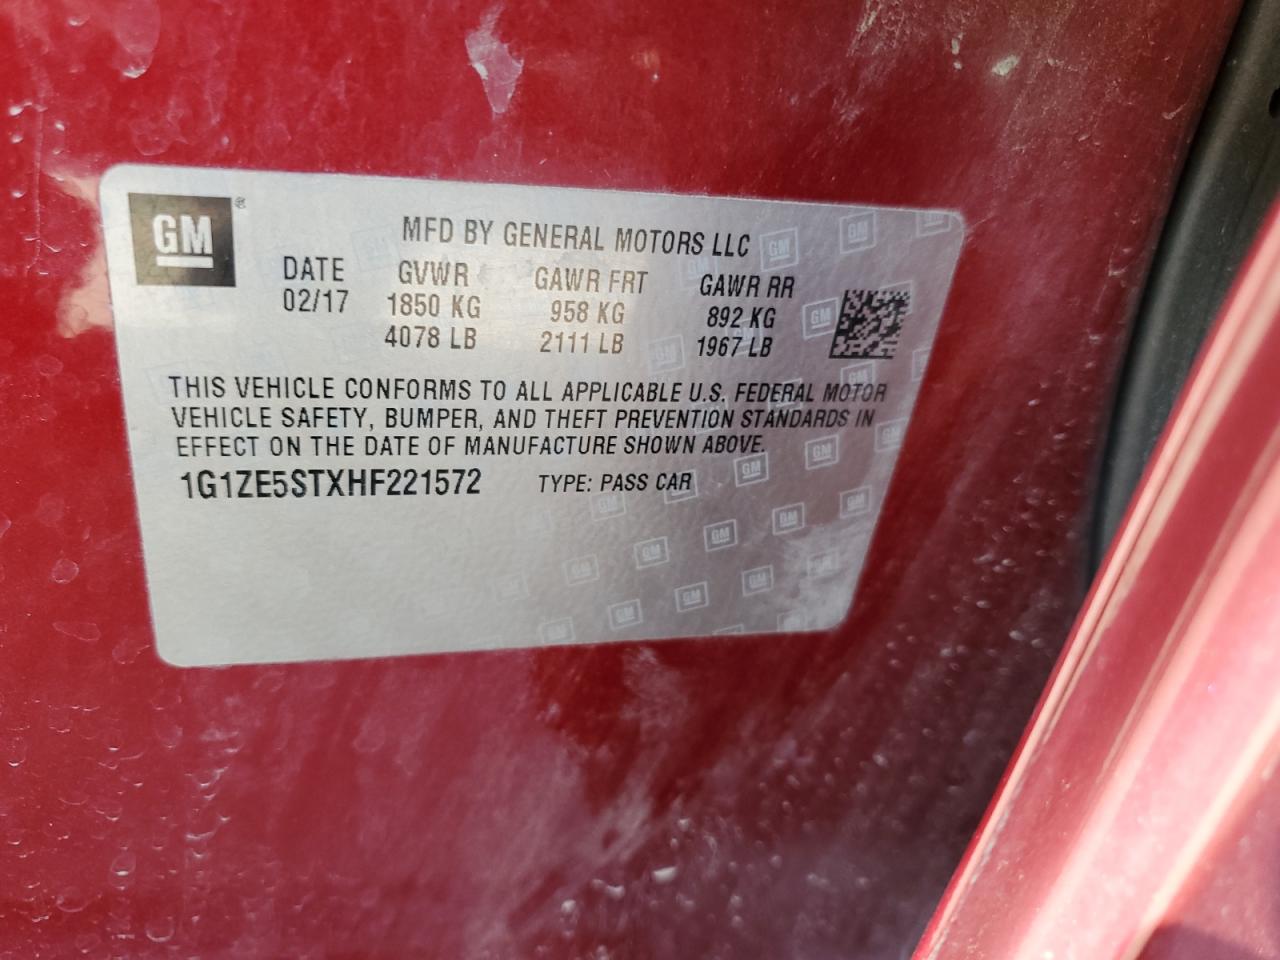 GM®
MFD BY GENERAL MOTORS LLC
DATE GVWR GAWR FRT GAWR RR
02/17 1850 KG 958 KG 892 KG
4078 LB 2111 LB 1967 LB
THIS VEHICLE CONFORMS TO ALL APPLICABLE U.S. FEDERAL MOTOR
VEHICLE SAFETY, BUMPER, AND THEFT PREVENTION STANDARDS IN
EFFECT ON THE DATE OF MANUFACTURE SHOWN ABOVE.
1G1ZE5STXHF221572 TYPE: PASS CAR